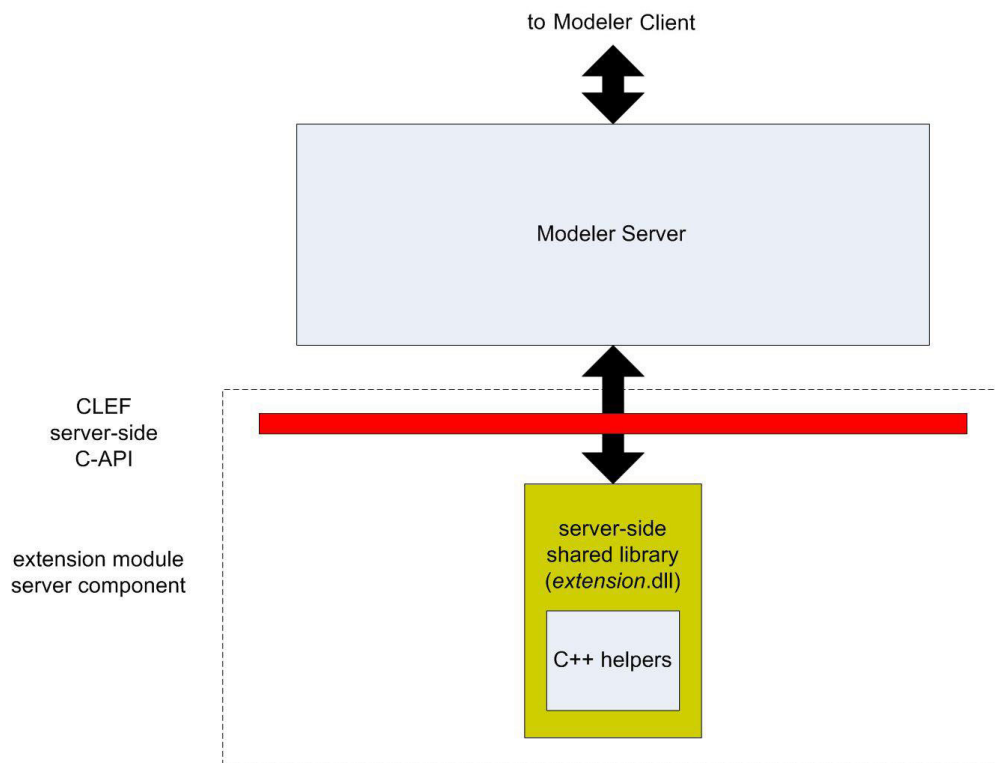 to Modeler Client
Modeler Server
CLEF
server-side
C-API
extension module
server component
server-side
shared library
(extension.dll)
C++ helpers